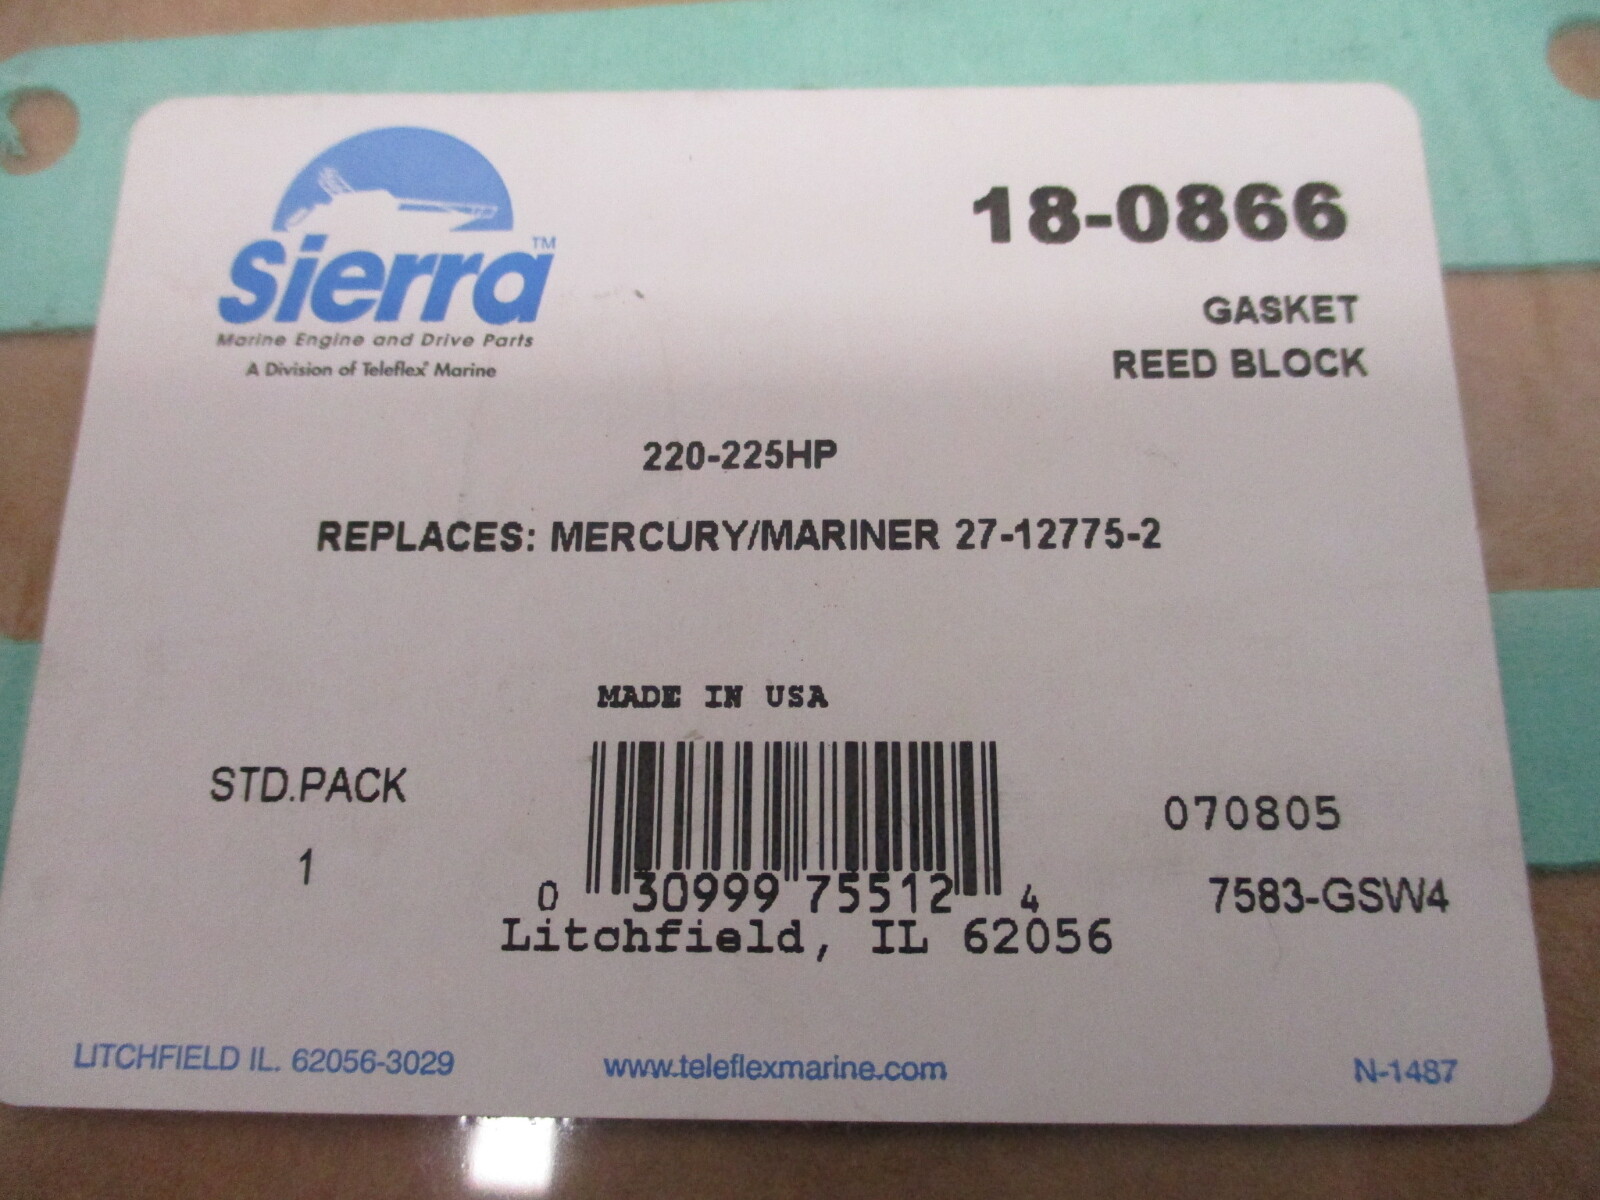 Sierra™
Marine Engine and Drive Parts
A Division of Teleflex® Marine
18-0866
GASKET
REED BLOCK
220-225HP
REPLACES: MERCURY/MARINER 27-12775-2
MADE IN USA
STD.PACK
1
0 30999 75512 4
Litchfield, IL 62056
070805
7583-GSW4
LITCHFIELD IL. 62056-3029
www.teleflexmarine.com
N-1487